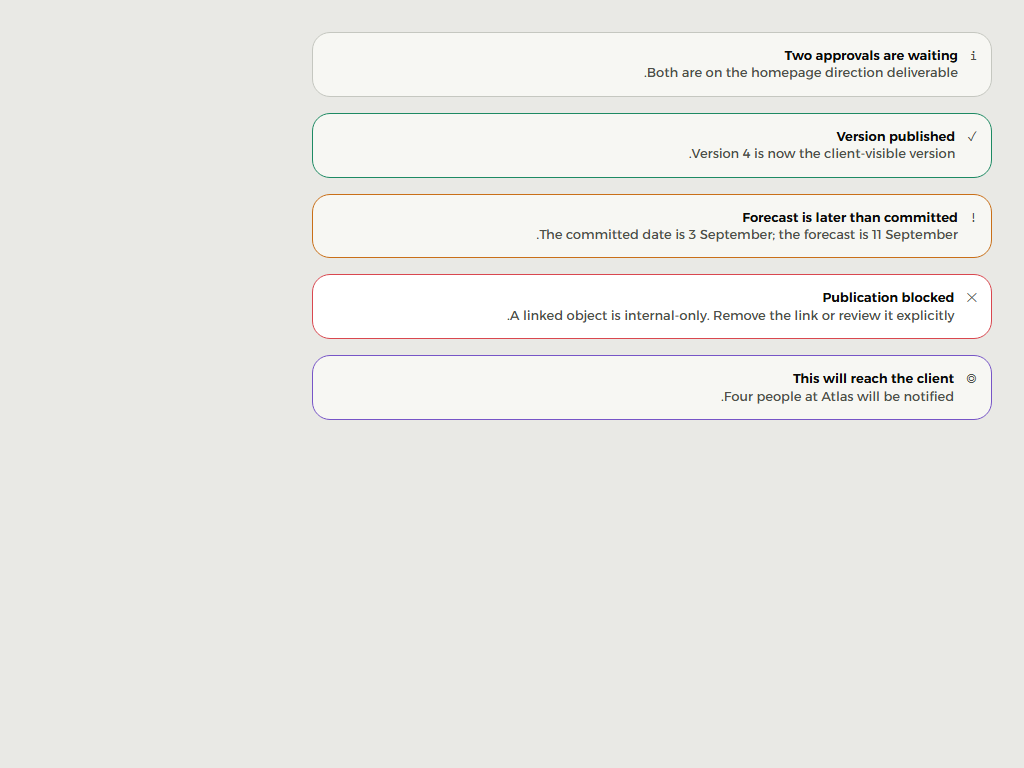 i Two approvals are waiting
.Both are on the homepage direction deliverable
✓ Version published
.Version 4 is now the client-visible version
! Forecast is later than committed
.The committed date is 3 September; the forecast is 11 September
✕ Publication blocked
.A linked object is internal-only. Remove the link or review it explicitly
◎ This will reach the client
.Four people at Atlas will be notified